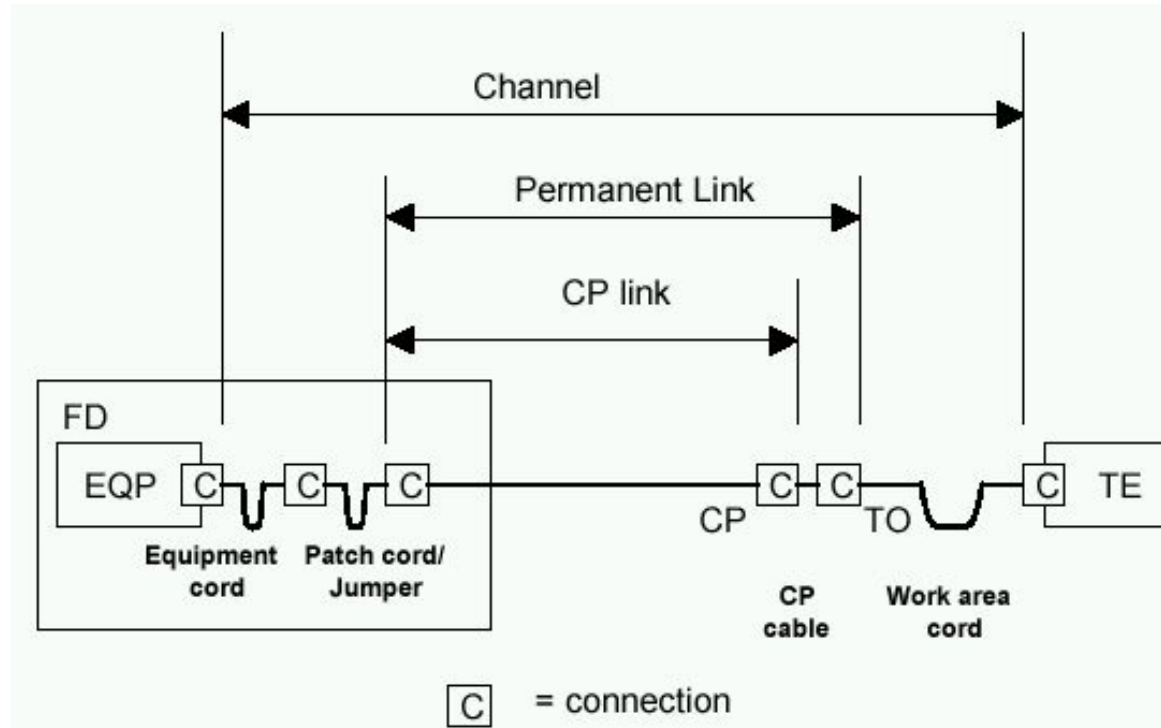 Channel
Permanent Link
CP link
FD
EQP C C C C C C TE
CP TO
Equipment cord
Patch cord/
Jumper
CP
cable
Work area
cord
C = connection